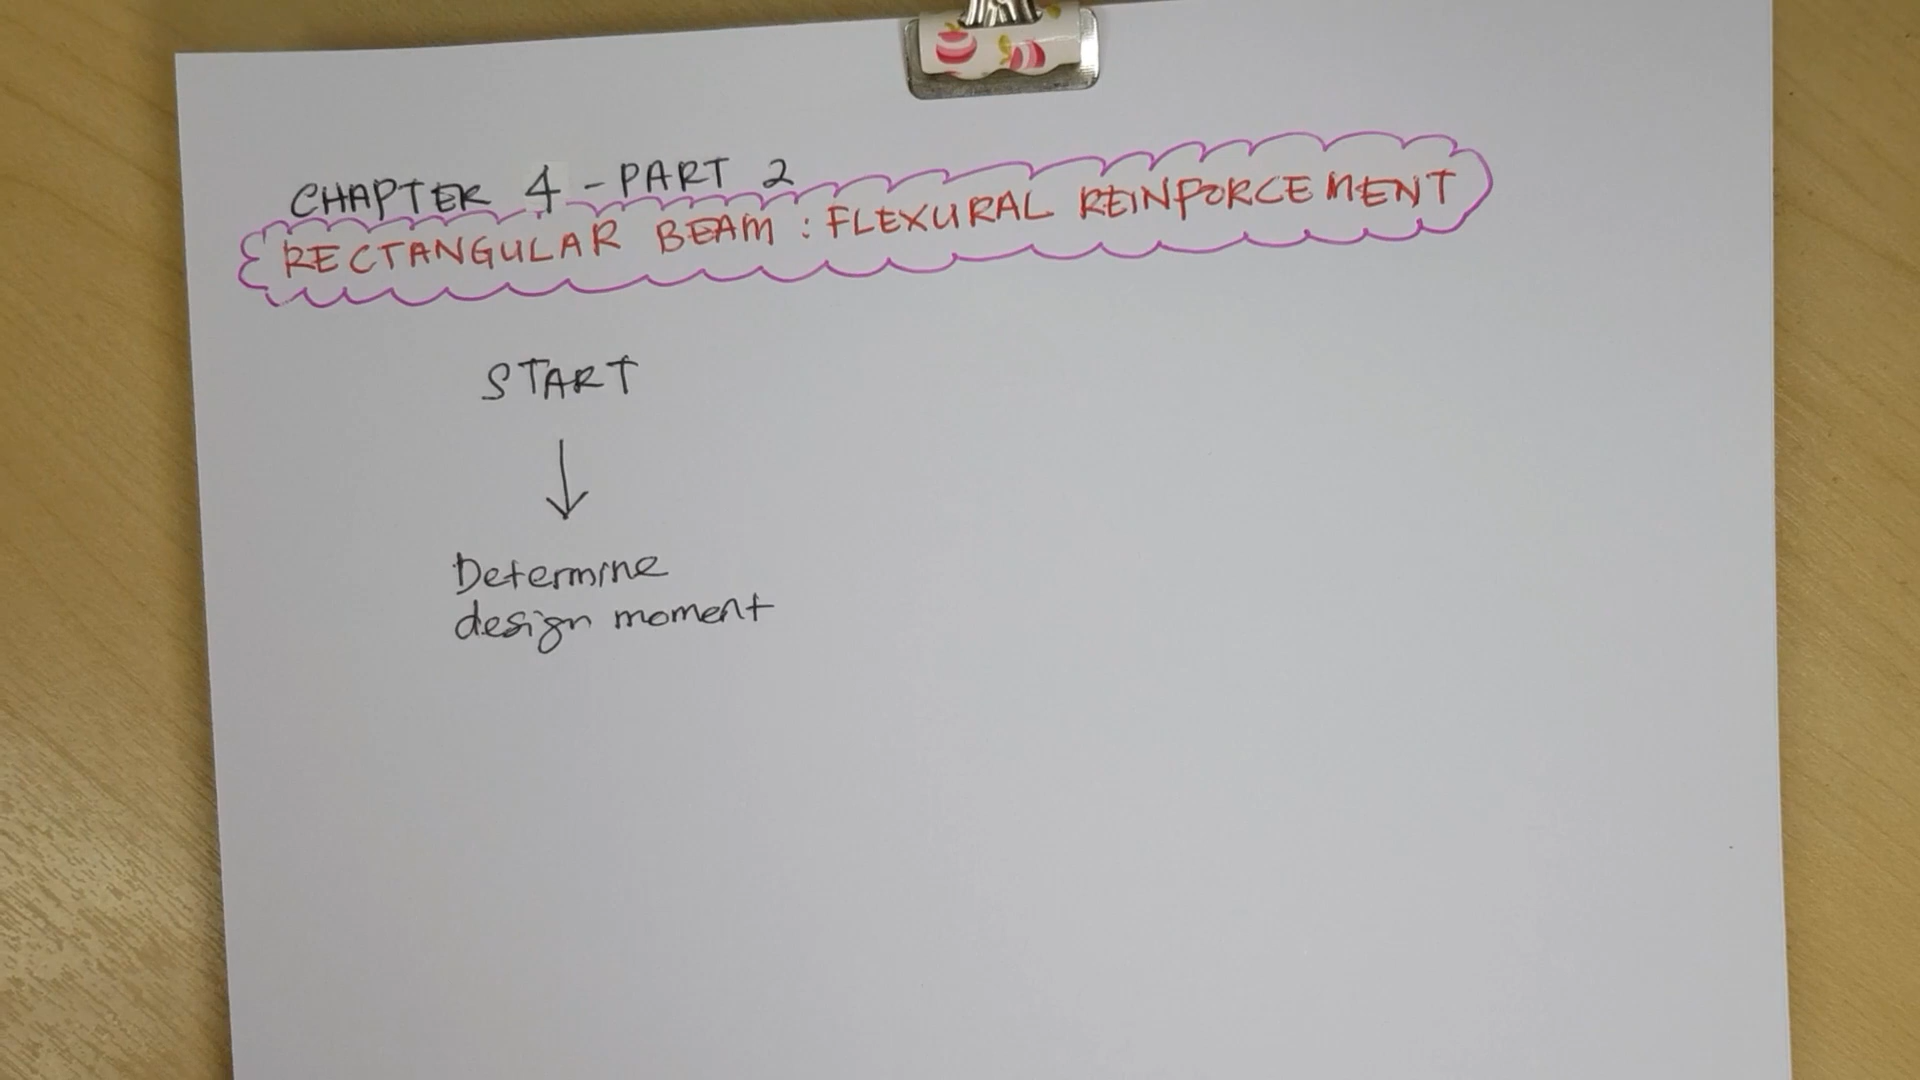 CHAPTER 4 - PART 2
RECTANGULAR BEAM : FLEXURAL REINFORCEMENT
START
Determine
design moment